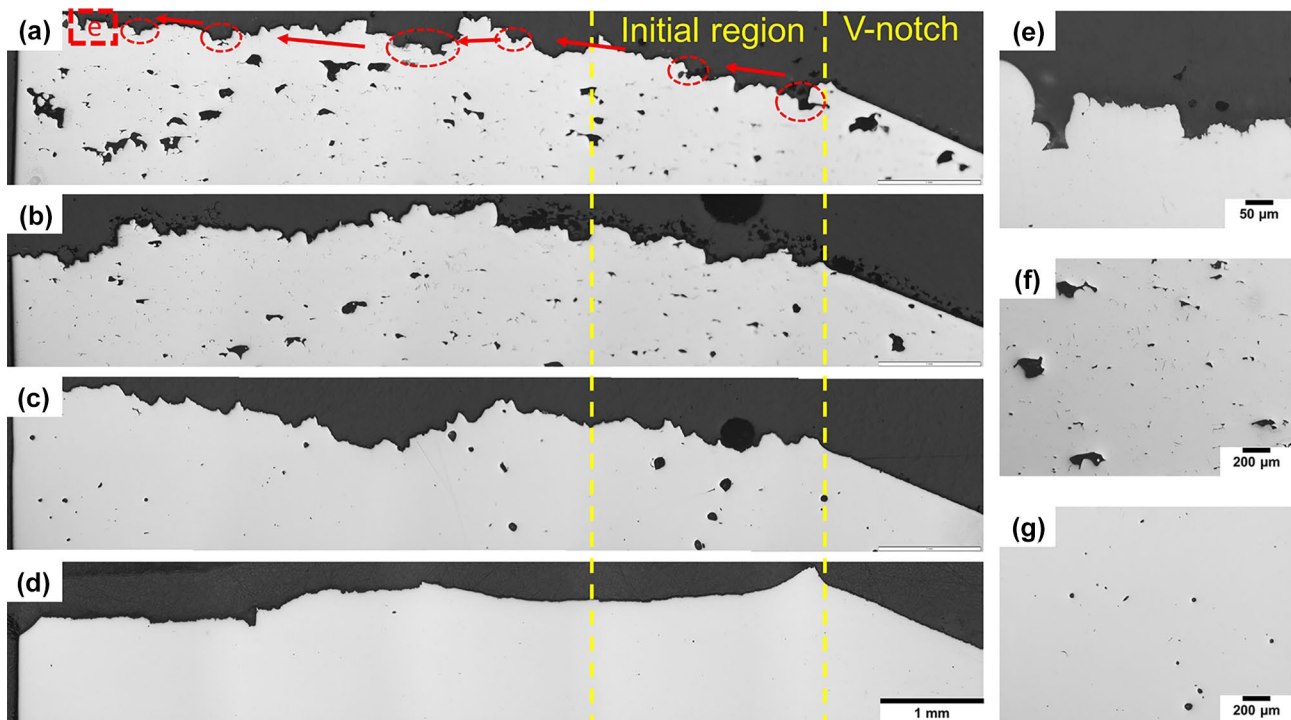 (a)
e
Initial region
V-notch
(b)
(c)
(d)
1 mm
(e)
50 µm
(f)
200 µm
(g)
200 µm